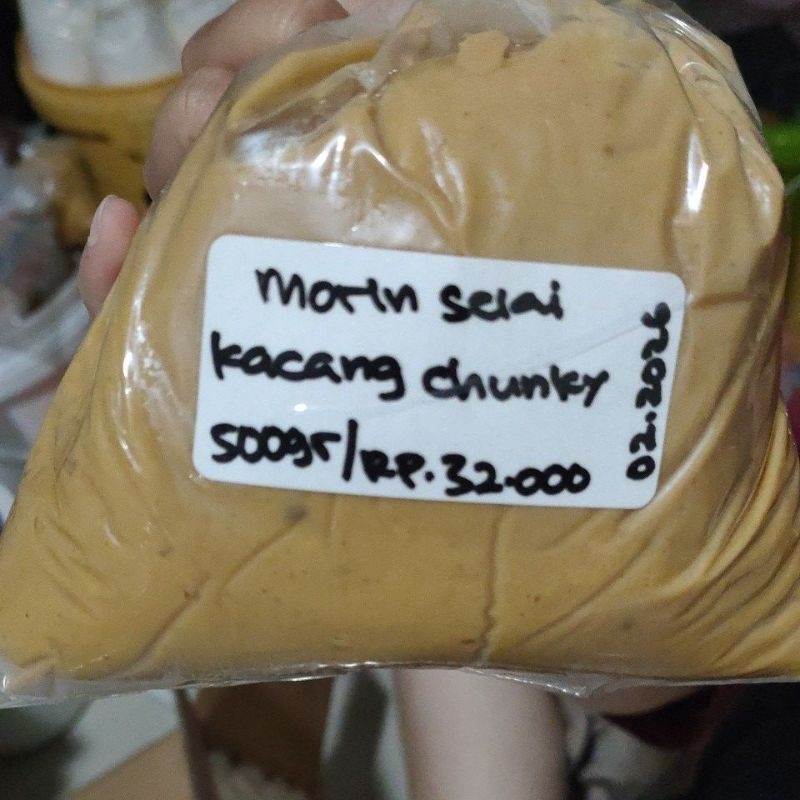 Morin selai
kacang chunky
500gr/RP.32.000
02.2026